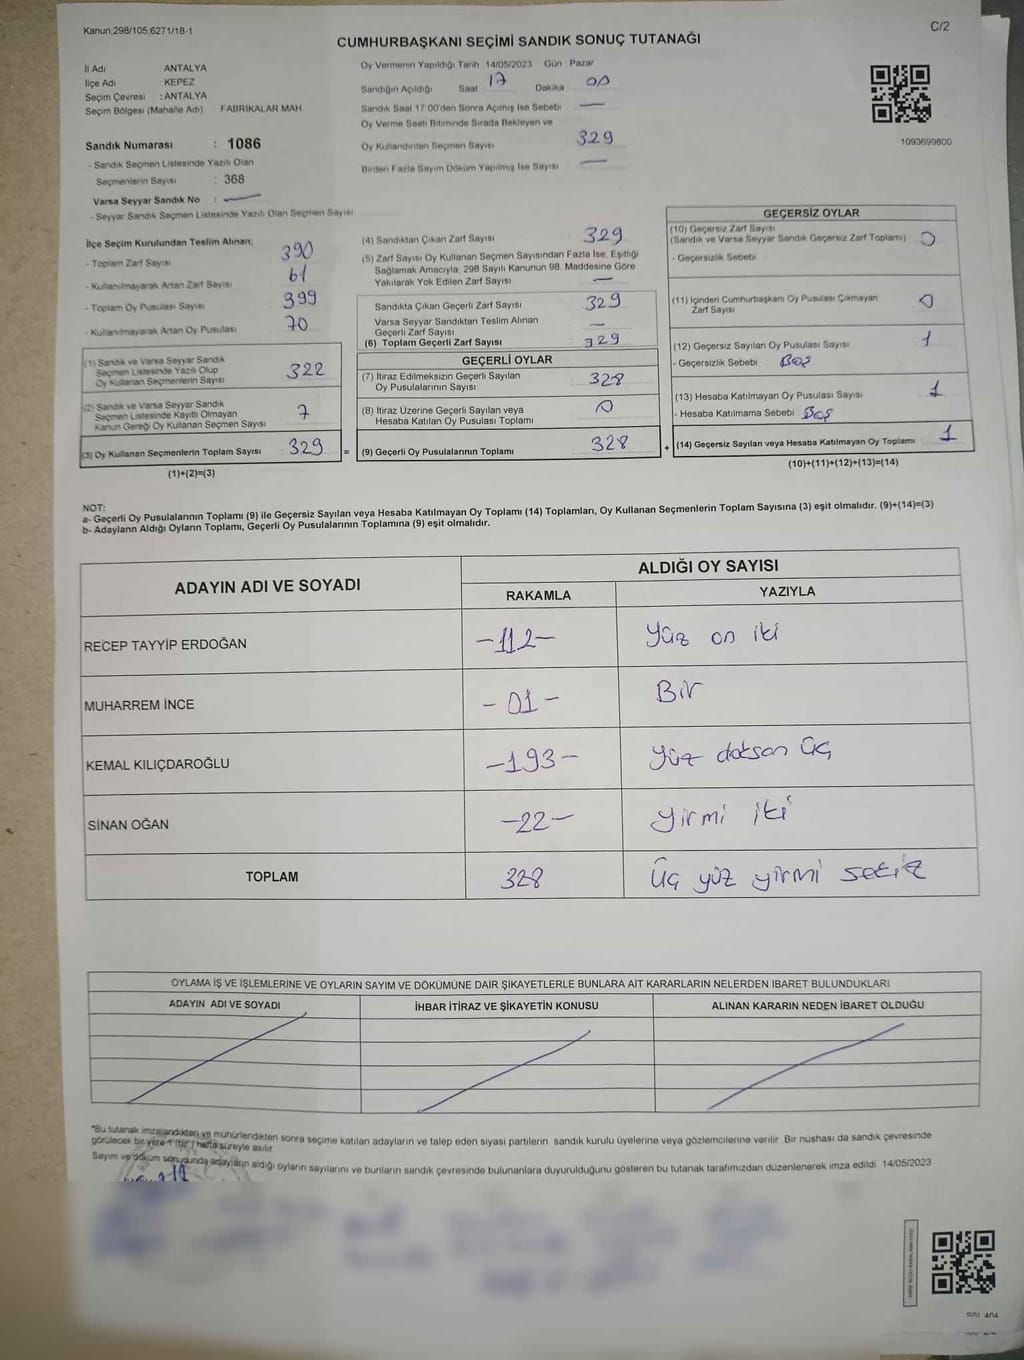 Kanun;298/105;6271/18-1
C/2
CUMHURBAŞKANI SEÇİMİ SANDIK SONUÇ TUTANAĞI
İl Adı ANTALYA
İlçe Adı KEPEZ
Seçim Çevresi : ANTALYA
Seçim Bölgesi (Mahalle Adı) FABRİKALAR MAH.
Sandık Numarası : 1086
- Sandık Seçmen Listesinde Yazılı Olan
Seçmenlerin Sayısı : 368
Varsa Seyyar Sandık No : —
- Seyyar Sandık Seçmen Listesinde Yazılı Olan Seçmen Sayısı
Oy Vermenin Yapıldığı Tarih 14/05/2023 Gün Pazar
Sandığın Açıldığı Saat 17 Dakika 00
Sandık Saat 17.00'den Sonra Açılmış İse Sebebi —
Oy Verme Saati Bitiminde Sırada Bekleyen ve
Oy Kullandırılan Seçmen Sayısı 329
Birden Fazla Sayım Döküm Yapılmış İse Sayısı —
1093699800
İlçe Seçim Kurulundan Teslim Alınan;
- Toplam Zarf Sayısı 390
- Kullanılmayarak Artan Zarf Sayısı 61
- Toplam Oy Pusulası Sayısı 399
- Kullanılmayarak Artan Oy Pusulası 70
(1) Sandık ve Varsa Seyyar Sandık
Seçmen Listesinde Yazılı Olup
Oy Kullanan Seçmenlerin Sayısı 322
(2) Sandık ve Varsa Seyyar Sandık
Seçmen Listesinde Kayıtlı Olmayan
Kanun Gereği Oy Kullanan Seçmen Sayısı 7
(3) Oy Kullanan Seçmenlerin Toplam Sayısı : 329 =
(1)+(2)=(3)
(4) Sandıktan Çıkan Zarf Sayısı 329
(5) Zarf Sayısı Oy Kullanan Seçmen Sayısından Fazla İse, Eşitliği
Sağlamak Amacıyla; 298 Sayılı Kanunun 98. Maddesine Göre
Yakılarak Yok Edilen Zarf Sayısı —
Sandıkta Çıkan Geçerli Zarf Sayısı 329
Varsa Seyyar Sandıktan Teslim Alınan
Geçerli Zarf Sayısı —
(6) Toplam Geçerli Zarf Sayısı 329
GEÇERLİ OYLAR
(7) İtiraz Edilmeksizin Geçerli Sayılan
Oy Pusulalarının Sayısı 328
(8) İtiraz Üzerine Geçerli Sayılan veya
Hesaba Katılan Oy Pusulası Toplamı 0
(9) Geçerli Oy Pusulalarının Toplamı 328 +
GEÇERSİZ OYLAR
(10) Geçersiz Zarf Sayısı
(Sandık ve Varsa Seyyar Sandık Geçersiz Zarf Toplamı) 0
- Geçersizlik Sebebi
(11) İçinden Cumhurbaşkanı Oy Pusulası Çıkmayan
Zarf Sayısı 0
(12) Geçersiz Sayılan Oy Pusulası Sayısı 1
- Geçersizlik Sebebi Boş
(13) Hesaba Katılmayan Oy Pusulası Sayısı 1
- Hesaba Katılmama Sebebi Boş
(14) Geçersiz Sayılan veya Hesaba Katılmayan Oy Toplamı 1
(10)+(11)+(12)+(13)=(14)
NOT:
a- Geçerli Oy Pusulalarının Toplamı (9) ile Geçersiz Sayılan veya Hesaba Katılmayan Oy Toplamı (14) Toplamları, Oy Kullanan Seçmenlerin Toplam Sayısına (3) eşit olmalıdır. (9)+(14)=(3)
b- Adayların Aldığı Oyların Toplamı, Geçerli Oy Pusulalarının Toplamına (9) eşit olmalıdır.
ADAYIN ADI VE SOYADI ALDIĞI OY SAYISI
RAKAMLA YAZIYLA
RECEP TAYYİP ERDOĞAN -112- Yüz on iki
MUHARREM İNCE -01- Bir
KEMAL KILIÇDAROĞLU -193- Yüz doksan üç
SİNAN OĞAN -22- Yirmi iki
TOPLAM 328 Üç yüz yirmi sekiz
OYLAMA İŞ VE İŞLEMLERİNE VE OYLARIN SAYIM VE DÖKÜMÜNE DAİR ŞİKAYETLERLE BUNLARA AİT KARARLARIN NELERDEN İBARET BULUNDUKLARI
ADAYIN ADI VE SOYADI İHBAR İTİRAZ VE ŞİKAYETİN KONUSU ALINAN KARARIN NEDEN İBARET OLDUĞU
*Bu tutanak imzalandıktan ve mühürlendikten sonra seçime katılan adayların ve talep eden siyasi partilerin sandık kurulu üyelerine veya gözlemcilerine verilir. Bir nüshası da sandık çevresinde
görülecek bir yere 1 (bir) hafta süreyle asılır.
Sayım ve döküm sonucunda adayların aldığı oyların sayılarını ve bunların sandık çevresinde bulunanlara duyurulduğunu gösteren bu tutanak tarafımızdan düzenlenerek imza edildi. 14/05/2023